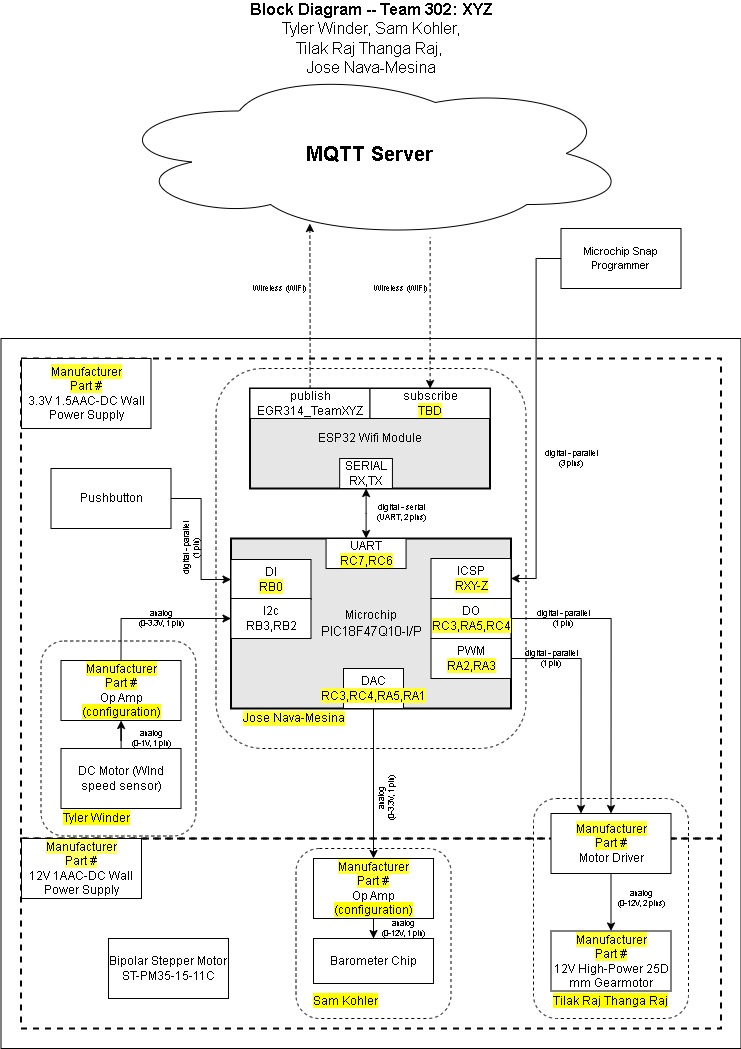 Block Diagram -- Team 302: XYZ
Tyler Winder, Sam Kohler,
Tilak Raj Thanga Raj,
Jose Nava-Mesina
MQTT Server
Microchip Snap
Programmer
Wireless (WIFI)
Wireless (WIFI)
Manufacturer
Part #
3.3V 1.5AAC-DC Wall
Power Supply
publish
EGR314_TeamXYZ
subscribe
TBD
ESP32 Wifi Module
SERIAL
RX,TX
digital - parallel
(3 pins)
Pushbutton
digital - serial
(UART, 2 pins)
digital - parallel
(1 pin)
UART
RC7,RC6
DI
RB0
ICSP
RXY-Z
I2c
RB3,RB2
Microchip
PIC18F47Q10-I/P
DO
RC3,RA5,RC4
PWM
RA2,RA3
DAC
RC3,RC4,RA5,RA1
Jose Nava-Mesina
analog
(0-3.3V, 1 pin)
digital - parallel
(1 pin)
digital - parallel
(1 pin)
Manufacturer
Part #
Op Amp
(configuration)
analog
(0-1V, 1 pin)
DC Motor (WInd
speed sensor)
Tyler Winder
analog
(0-3.3V, 1 pin)
Manufacturer
Part #
12V 1AAC-DC Wall
Power Supply
Manufacturer
Part #
Motor Driver
Manufacturer
Part #
Op Amp
(configuration)
analog
(0-12V, 2 pins)
analog
(0-12V, 1 pin)
Bipolar Stepper Motor
ST-PM35-15-11C
Barometer Chip
Manufacturer
Part #
12V High-Power 25D
mm Gearmotor
Sam Kohler
Tilak Raj Thanga Raj